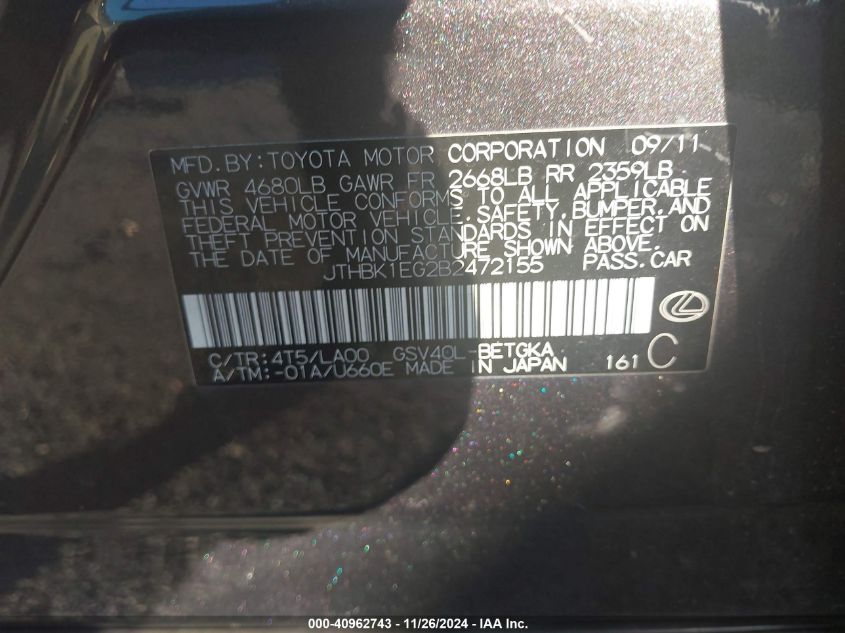 MFD. BY: TOYOTA MOTOR CORPORATION 09/11
GVWR 4680LB GAWR FR 2668LB RR 2359LB
THIS VEHICLE CONFORMS TO ALL APPLICABLE
FEDERAL MOTOR VEHICLE SAFETY, BUMPER, AND
THEFT PREVENTION STANDARDS IN EFFECT ON
THE DATE OF MANUFACTURE SHOWN ABOVE.
JTHBK1EG2B2472155 PASS.CAR
C/TR: 4T5/LA00 GSV40L-BETGKA
A/TM: -01A/U660E MADE IN JAPAN 161 C
000-40962743 - 11/26/2024 - IAA Inc.